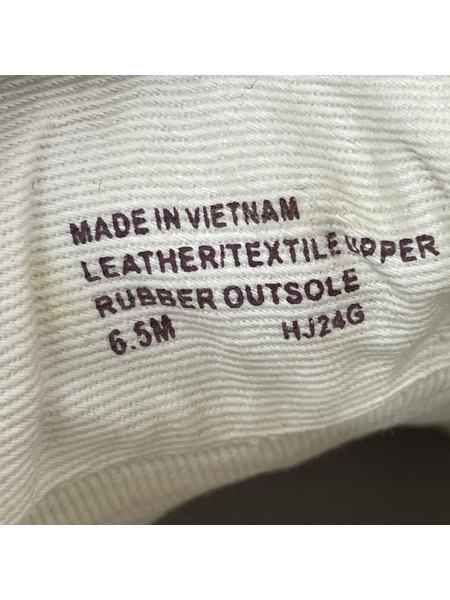 MADE IN VIETNAM
LEATHER/TEXTILE UPPER
RUBBER OUTSOLE
6.5M HJ24G